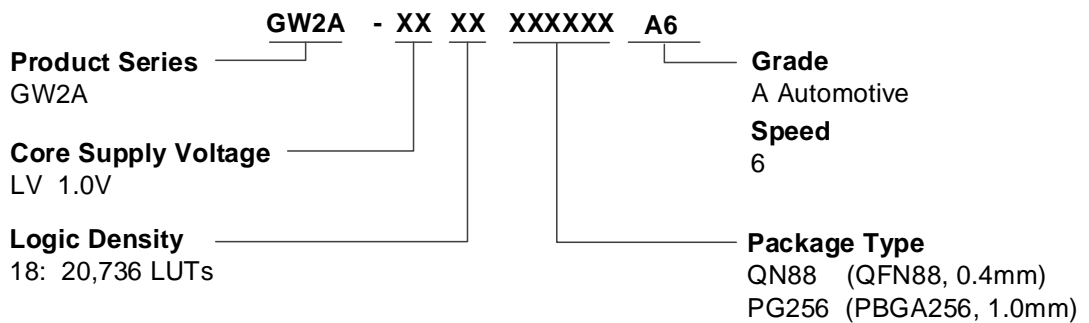 GW2A - XX XX XXXXXX A6
Product Series
GW2A
Core Supply Voltage
LV 1.0V
Logic Density
18: 20,736 LUTs
Grade
A Automotive
Speed
6
Package Type
QN88 (QFN88, 0.4mm)
PG256 (PBGA256, 1.0mm)